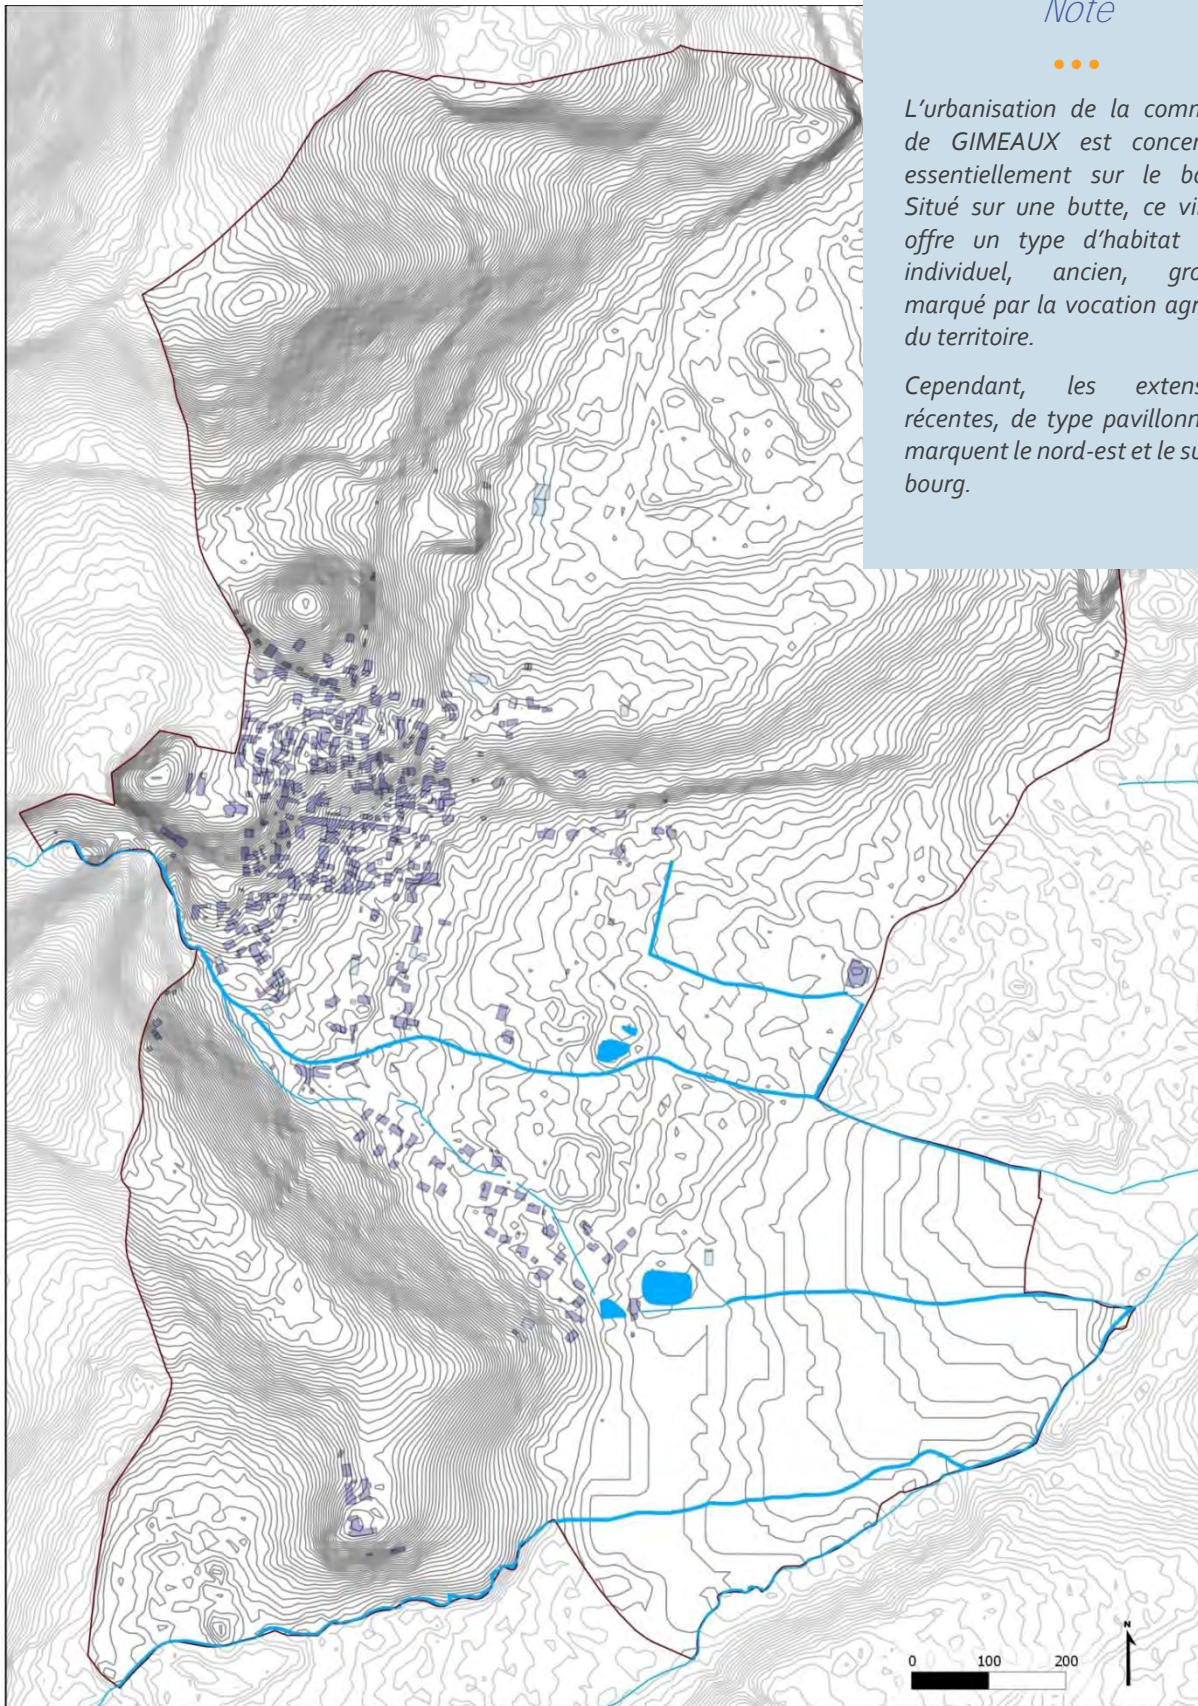 Note
L'urbanisation de la comm
de GIMEAUX est concer
essentiellement sur le bo
Situé sur une butte, ce vi
offre un type d'habitat
individuel, ancien, gro
marqué par la vocation agr
du territoire.
Cependant, les extens
récentes, de type pavillonn
marquent le nord-est et le su
bourg.
N
0 100 200